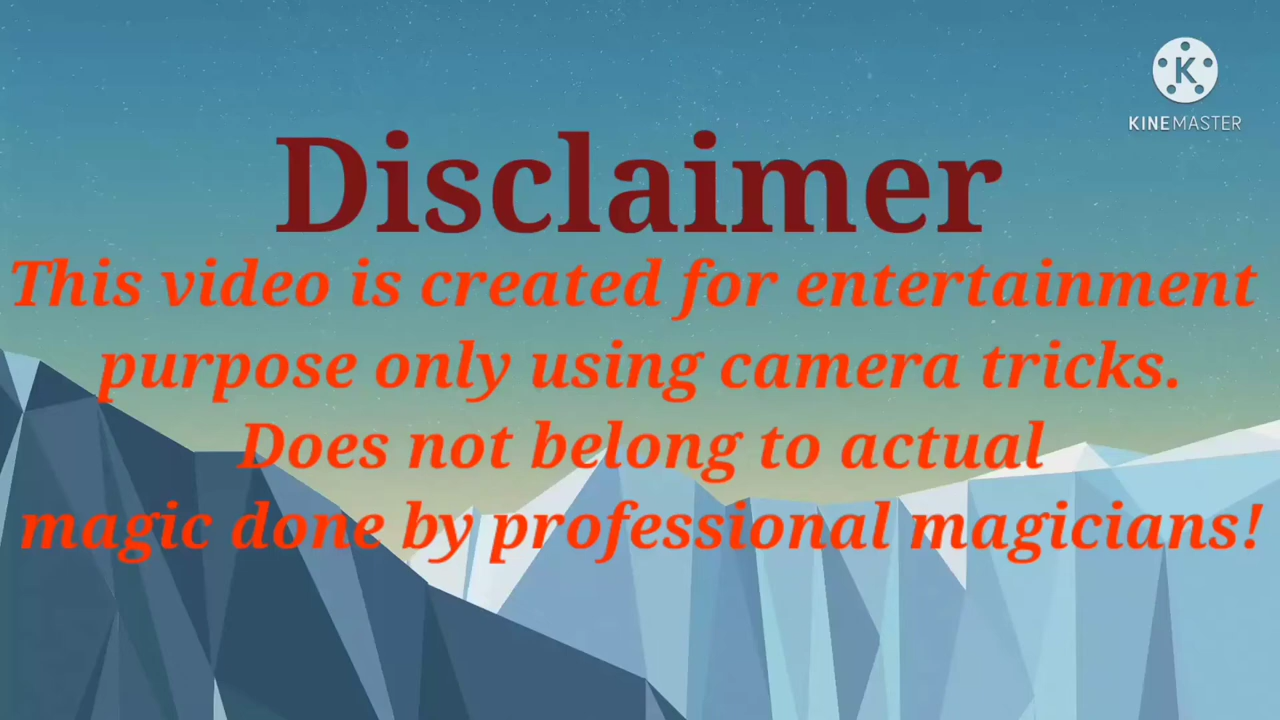 K
KINEMASTER
Disclaimer
This video is created for entertainment
purpose only using camera tricks.
Does not belong to actual
magic done by professional magicians!